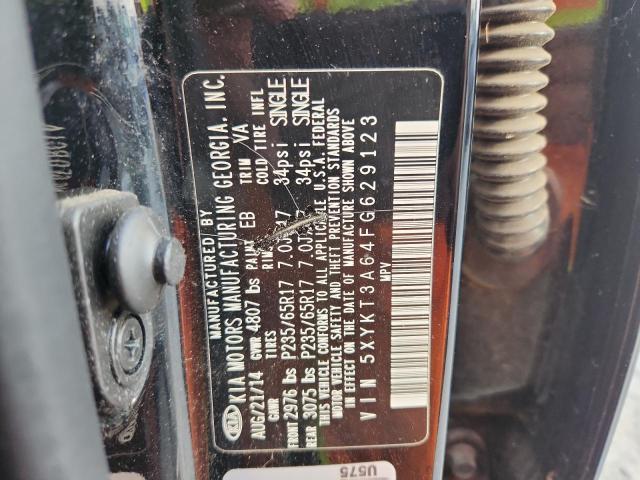 KIA
MANUFACTURED BY
KIA MOTORS MANUFACTURING GEORGIA, INC.
AUG/21/14 GVWR 4807 lbs PAINT EB TRIM VA
GAWR TIRES RIMS COLD TIRE INFL
FRONT 2976 lbs P235/65R17 7.0JX17 34psi SINGLE
REAR 3075 lbs P235/65R17 7.0JX17 34psi SINGLE
THIS VEHICLE CONFORMS TO ALL APPLICABLE U.S.A. FEDERAL
MOTOR VEHICLE SAFETY AND THEFT PREVENTION STANDARDS
IN EFFECT ON THE DATE OF MANUFACTURE SHOWN ABOVE
VIN 5XYKT3A64FG629123
MPV
U575